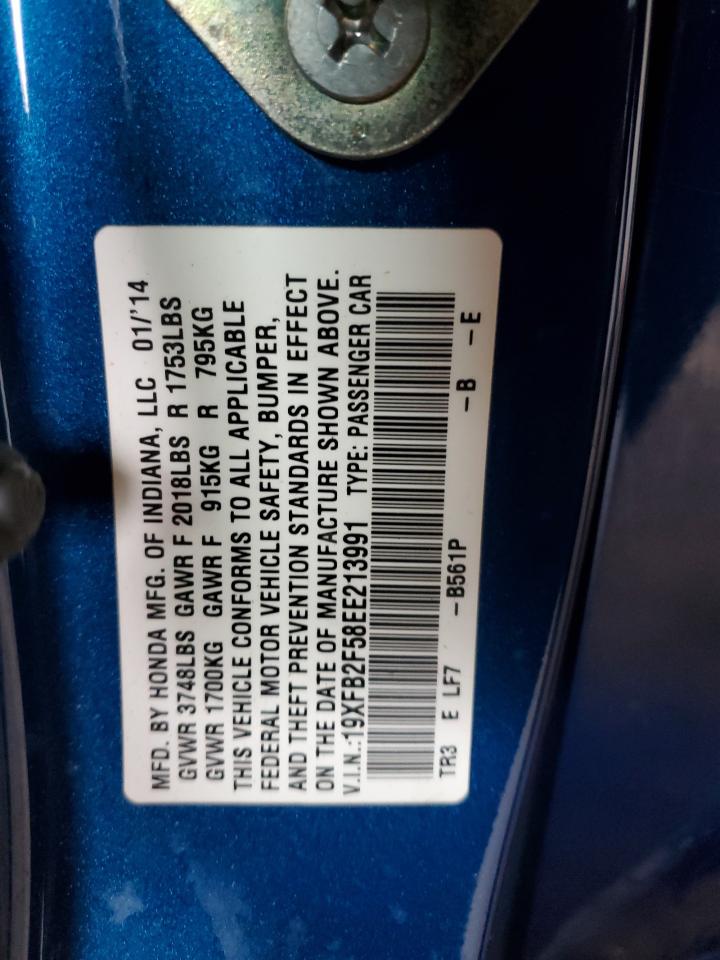 MFD. BY HONDA MFG. OF INDIANA, LLC 01/'14
GVWR 3748LBS GAWR F 2018LBS R 1753LBS
GVWR 1700KG GAWR F 915KG R 795KG
THIS VEHICLE CONFORMS TO ALL APPLICABLE
FEDERAL MOTOR VEHICLE SAFETY, BUMPER,
AND THEFT PREVENTION STANDARDS IN EFFECT
ON THE DATE OF MANUFACTURE SHOWN ABOVE.
V.I.N.:19XFB2F58EE213991 TYPE: PASSENGER CAR
TR3 E LF7 -B561P -B -E